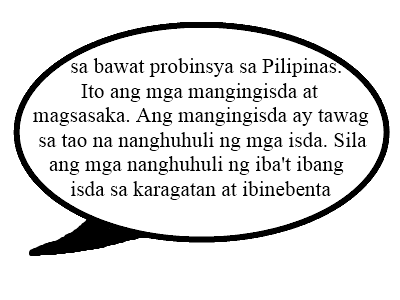 sa bawat probinsya sa Pilipinas.
Ito ang mga mangingisda at
magsasaka. Ang mangingisda ay tawag
sa tao na nanghuhuli ng mga isda. Sila
ang mga nanghuhuli ng iba't ibang
isda sa karagatan at ibinebenta